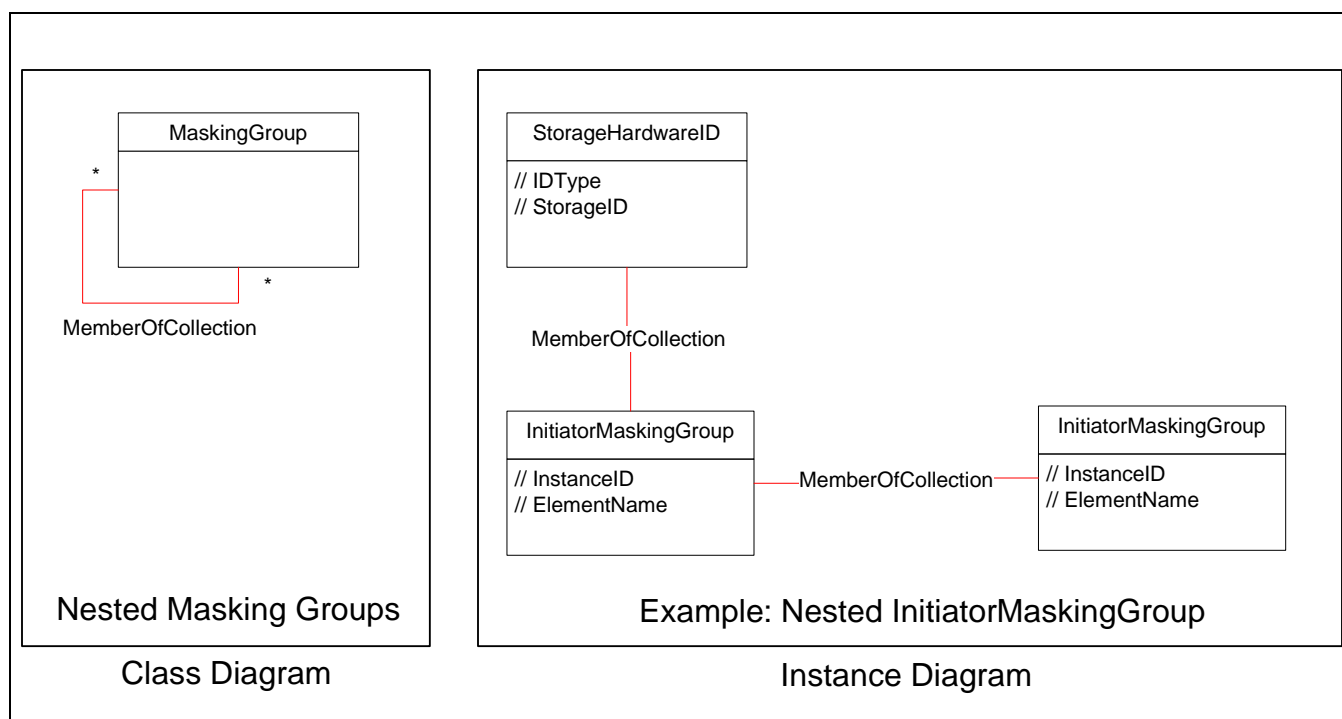 MaskingGroup
*
*
MemberOfCollection
Nested Masking Groups
Class Diagram
StorageHardwareID
// IDType
// StorageID
MemberOfCollection
InitiatorMaskingGroup
// InstanceID
// ElementName
MemberOfCollection
InitiatorMaskingGroup
// InstanceID
// ElementName
Example: Nested InitiatorMaskingGroup
Instance Diagram